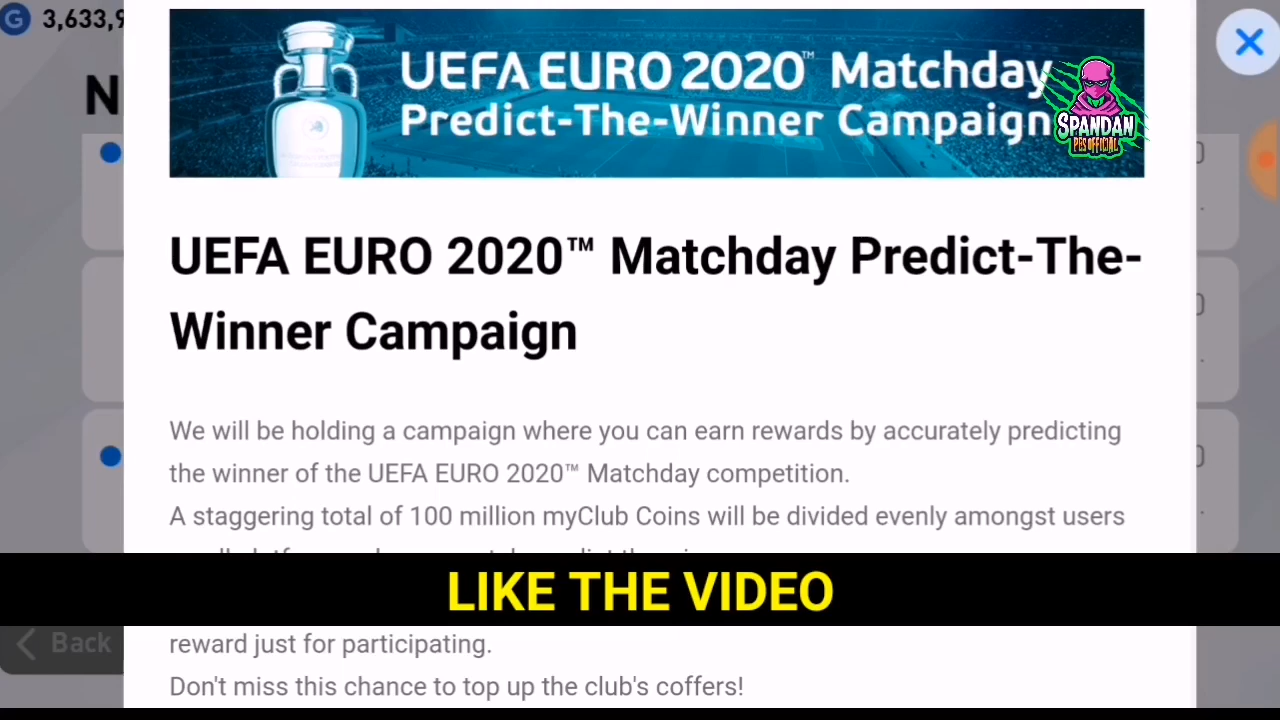 3,633,9
UEFA EURO 2020™ Matchday
Predict-The-Winner Campaign
SPANDAN
PES OFFICIAL
N
UEFA EURO 2020™ Matchday Predict-The-
Winner Campaign
We will be holding a campaign where you can earn rewards by accurately predicting
the winner of the UEFA EURO 2020™ Matchday competition.
A staggering total of 100 million myClub Coins will be divided evenly amongst users
LIKE THE VIDEO
Back
reward just for participating.
Don't miss this chance to top up the club's coffers!